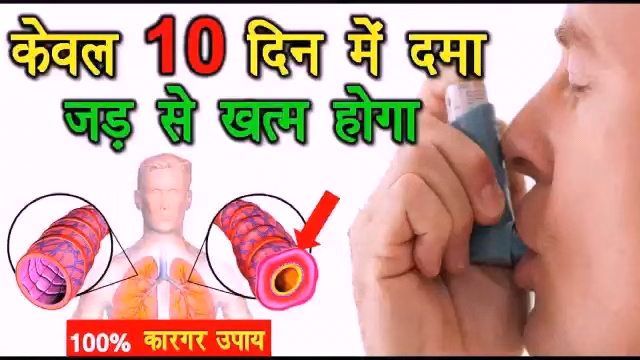 केवल 10 दिन में दमा
जड़ से खत्म होगा
100% कारगर उपाय